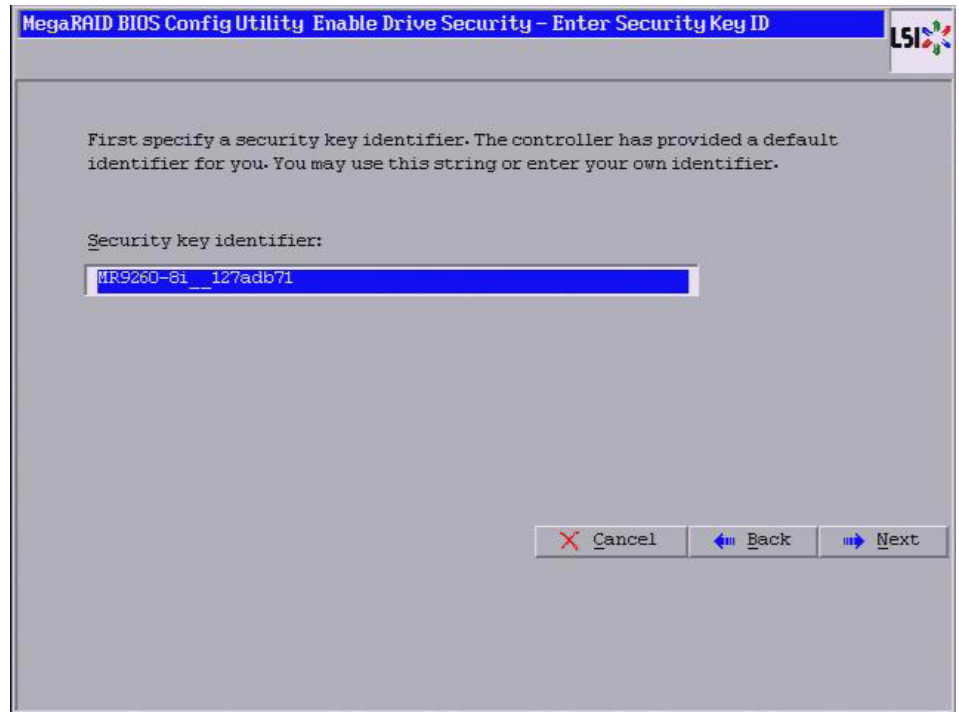 MegaRAID BIOS Config Utility Enable Drive Security - Enter Security Key ID
LSI
First specify a security key identifier. The controller has provided a default
identifier for you. You may use this string or enter your own identifier.
Security key identifier:
MR9260-8i__127adb71
Cancel Back Next